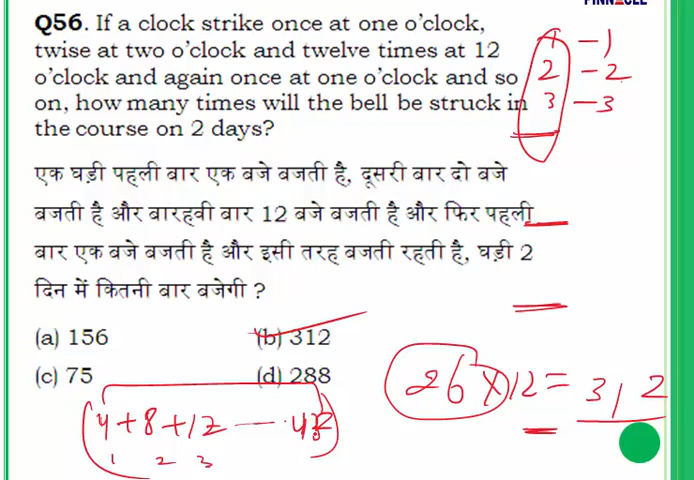 PINNACLE
Q56. If a clock strike once at one o'clock,
twise at two o'clock and twelve times at 12
o'clock and again once at one o'clock and so
on, how many times will the bell be struck in
the course on 2 days?
1 – 1
2 – 2
3 – 3
एक घड़ी पहली बार एक बजे बजती है, दूसरी बार दो बजे
बजती है और बारहवी बार 12 बजे बजती है और फिर पहली
बार एक बजे बजती है और इसी तरह बजती रहती है, घड़ी 2
दिन में कितनी बार बजेगी ?
(a) 156 (b) 312
(c) 75 (d) 288
26 × 12 = 312
(4 + 8 + 12 ---- )
1 2 3